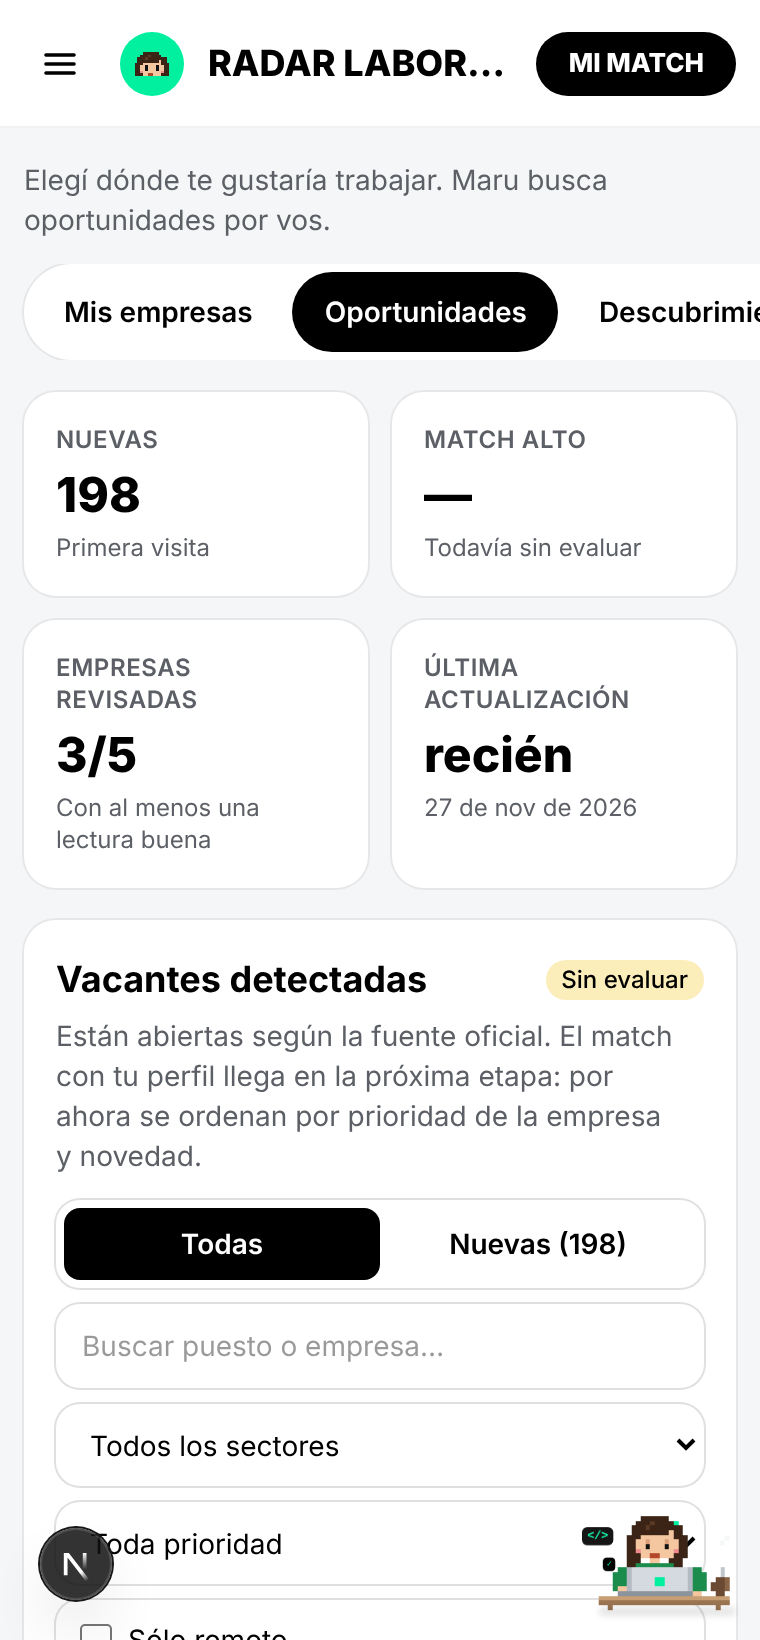 RADAR LABOR...
MI MATCH
Elegí dónde te gustaría trabajar. Maru busca
oportunidades por vos.
Mis empresas
Oportunidades
Descubrimie
NUEVAS
198
Primera visita
MATCH ALTO
—
Todavía sin evaluar
EMPRESAS
REVISADAS
3/5
Con al menos una
lectura buena
ÚLTIMA
ACTUALIZACIÓN
recién
27 de nov de 2026
Vacantes detectadas
Sin evaluar
Están abiertas según la fuente oficial. El match
con tu perfil llega en la próxima etapa: por
ahora se ordenan por prioridad de la empresa
y novedad.
Todas
Nuevas (198)
Buscar puesto o empresa...
Todos los sectores
Toda prioridad
</>
N
Sólo remoto